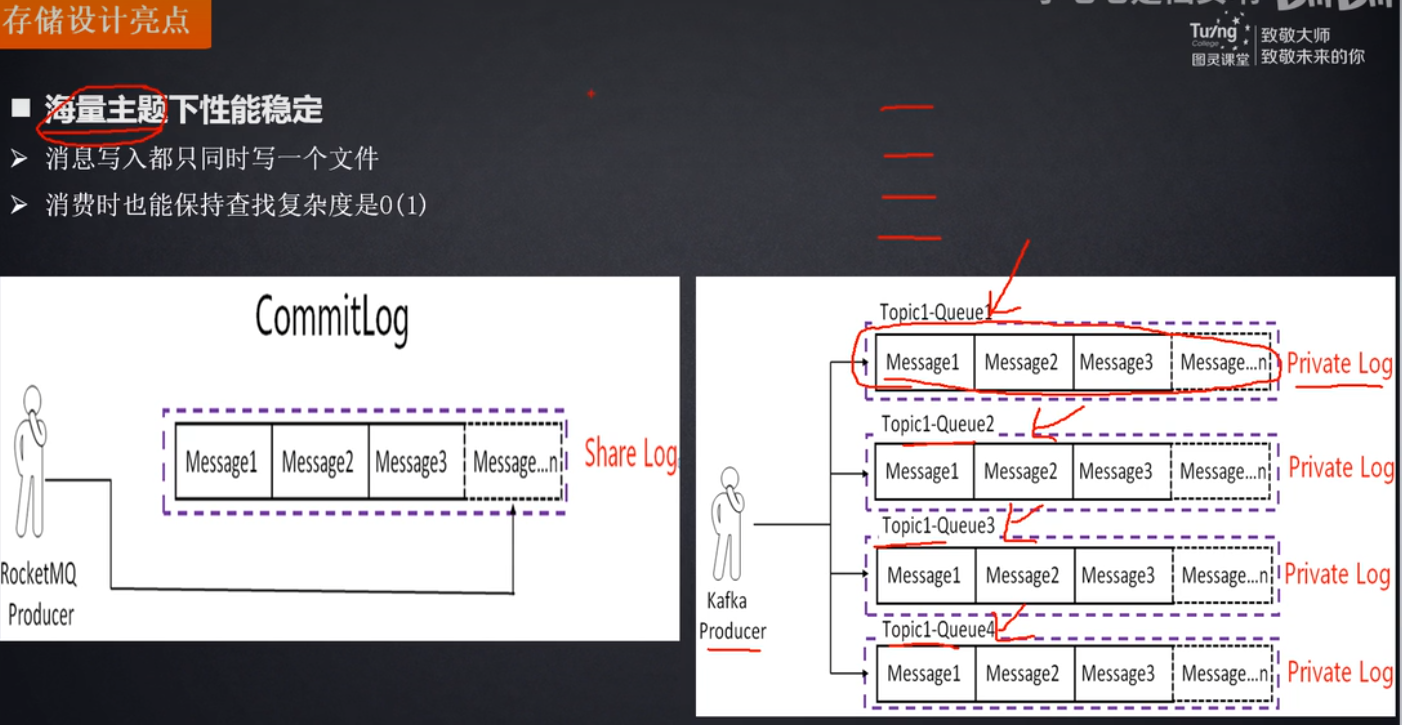 存储设计亮点
Tu/ng
College
图灵课堂
致敬大师
致敬未来的你
■ 海量主题下性能稳定
➢ 消息写入都只同时写一个文件
➢ 消费时也能保持查找复杂度是O(1)
CommitLog
Message1 Message2 Message3 Message...n
Share Log
RocketMQ
Producer
Topic1-Queue1
Message1 Message2 Message3 Message...n
Private Log
Topic1-Queue2
Message1 Message2 Message3 Message...n
Private Log
Topic1-Queue3
Message1 Message2 Message3 Message...n
Private Log
Topic1-Queue4
Message1 Message2 Message3 Message...n
Private Log
Kafka
Producer